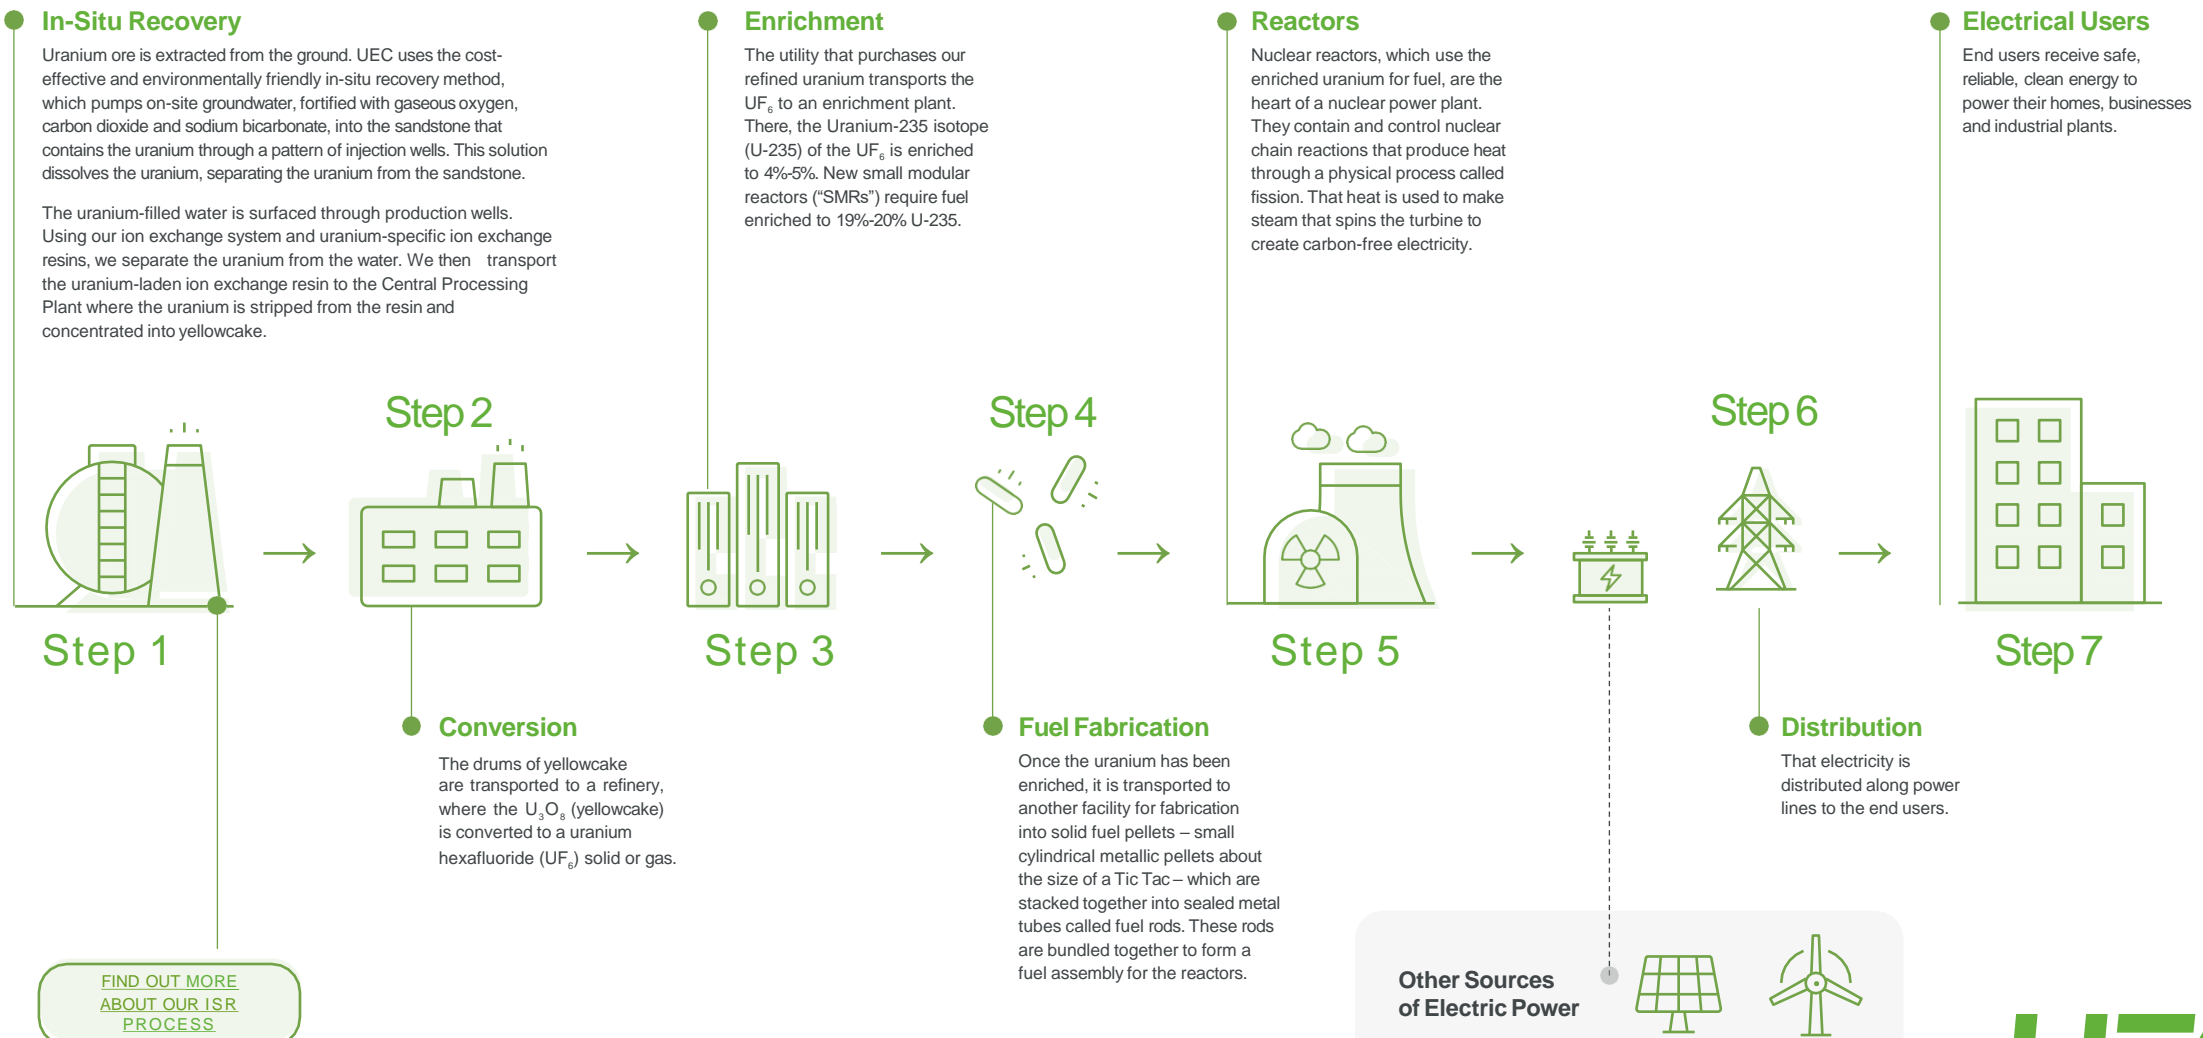 In-Situ Recovery
Uranium ore is extracted from the ground. UEC uses the cost-
effective and environmentally friendly in-situ recovery method,
which pumps on-site groundwater, fortified with gaseous oxygen,
carbon dioxide and sodium bicarbonate, into the sandstone that
contains the uranium through a pattern of injection wells. This solution
dissolves the uranium, separating the uranium from the sandstone.
The uranium-filled water is surfaced through production wells.
Using our ion exchange system and uranium-specific ion exchange
resins, we separate the uranium from the water. We then transport
the uranium-laden ion exchange resin to the Central Processing
Plant where the uranium is stripped from the resin and
concentrated into yellowcake.
Enrichment
The utility that purchases our
refined uranium transports the
UF₆ to an enrichment plant.
There, the Uranium-235 isotope
(U-235) of the UF₆ is enriched
to 4%-5%. New small modular
reactors (“SMRs”) require fuel
enriched to 19%-20% U-235.
Reactors
Nuclear reactors, which use the
enriched uranium for fuel, are the
heart of a nuclear power plant.
They contain and control nuclear
chain reactions that produce heat
through a physical process called
fission. That heat is used to make
steam that spins the turbine to
create carbon-free electricity.
Electrical Users
End users receive safe,
reliable, clean energy to
power their homes, businesses
and industrial plants.
Step 2
Step 4
Step 6
Step 1
Step 3
Step 5
Step 7
Conversion
The drums of yellowcake
are transported to a refinery,
where the U₃O₈ (yellowcake)
is converted to a uranium
hexafluoride (UF₆) solid or gas.
Fuel Fabrication
Once the uranium has been
enriched, it is transported to
another facility for fabrication
into solid fuel pellets – small
cylindrical metallic pellets about
the size of a Tic Tac – which are
stacked together into sealed metal
tubes called fuel rods. These rods
are bundled together to form a
fuel assembly for the reactors.
Distribution
That electricity is
distributed along power
lines to the end users.
FIND OUT MORE
ABOUT OUR ISR
PROCESS
Other Sources
of Electric Power